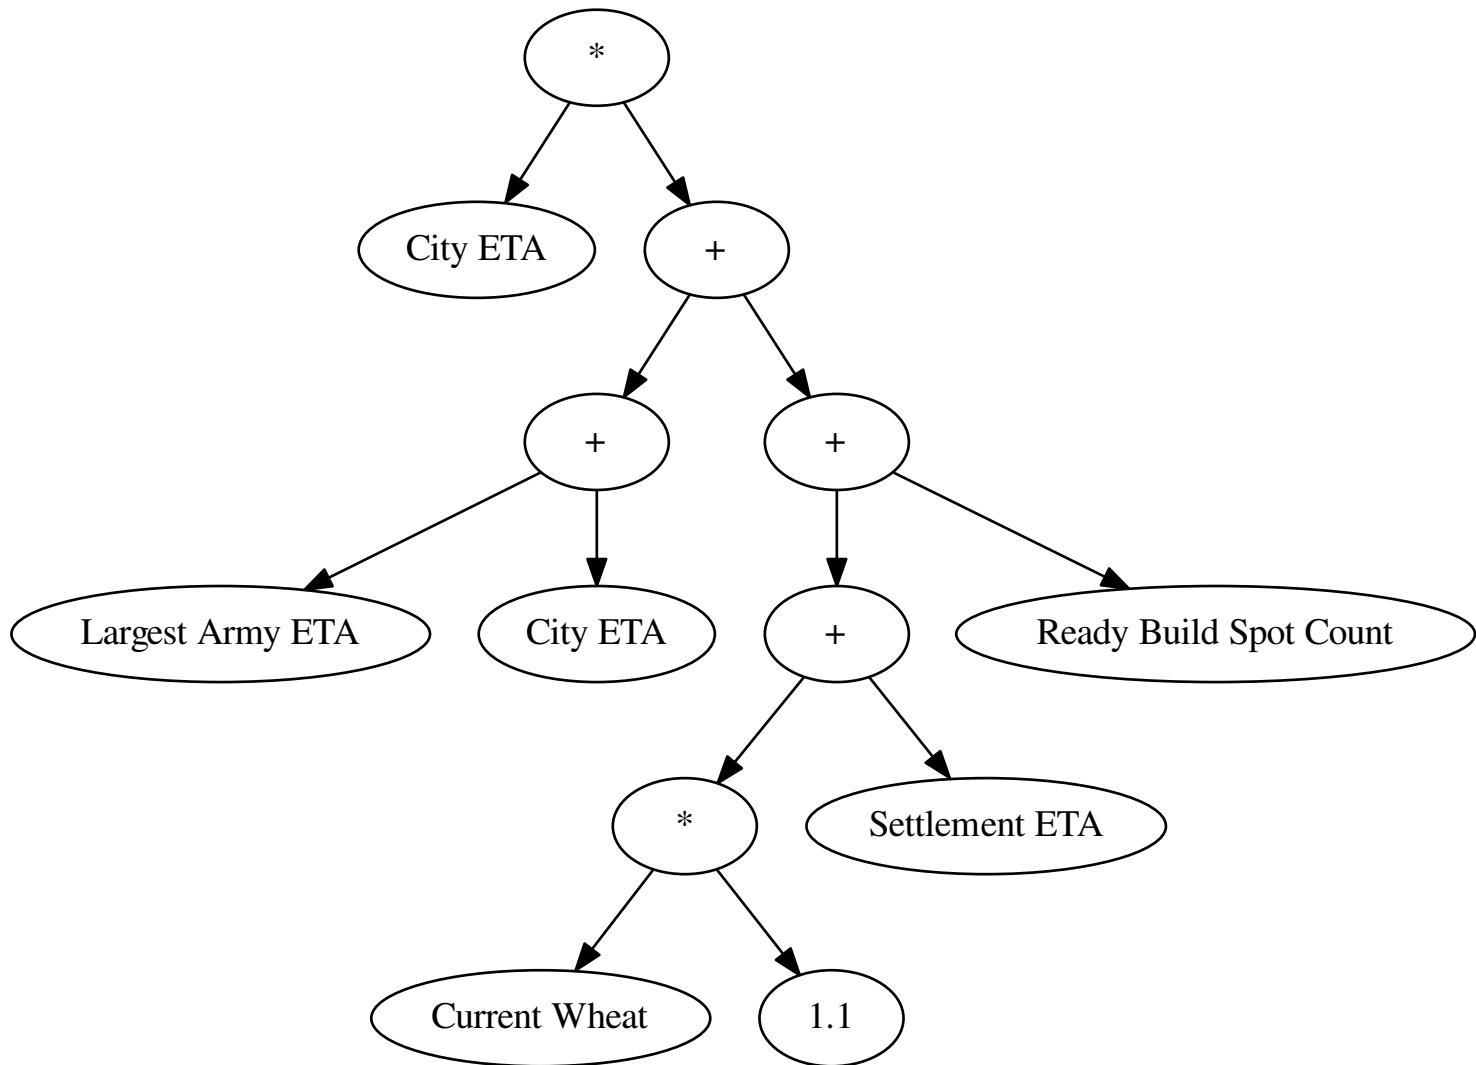 *
City ETA
+
+
+
Largest Army ETA
City ETA
+
Ready Build Spot Count
*
Settlement ETA
Current Wheat
1.1